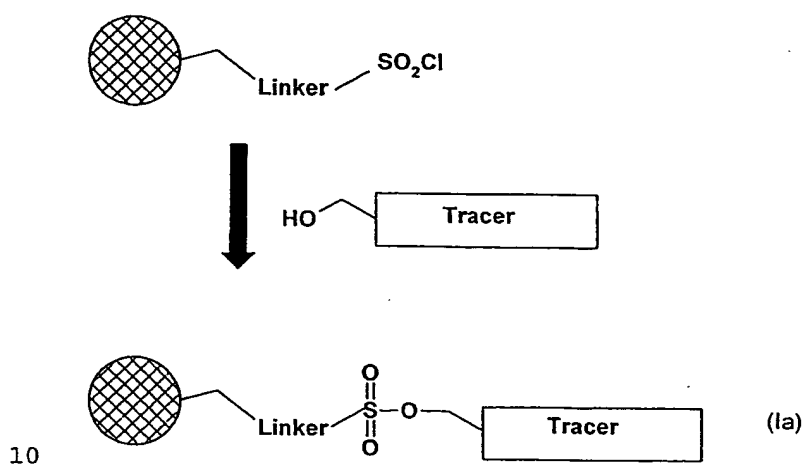 SO₂Cl
Linker
HO
Tracer
O
Linker S O Tracer (Ia)
O
10